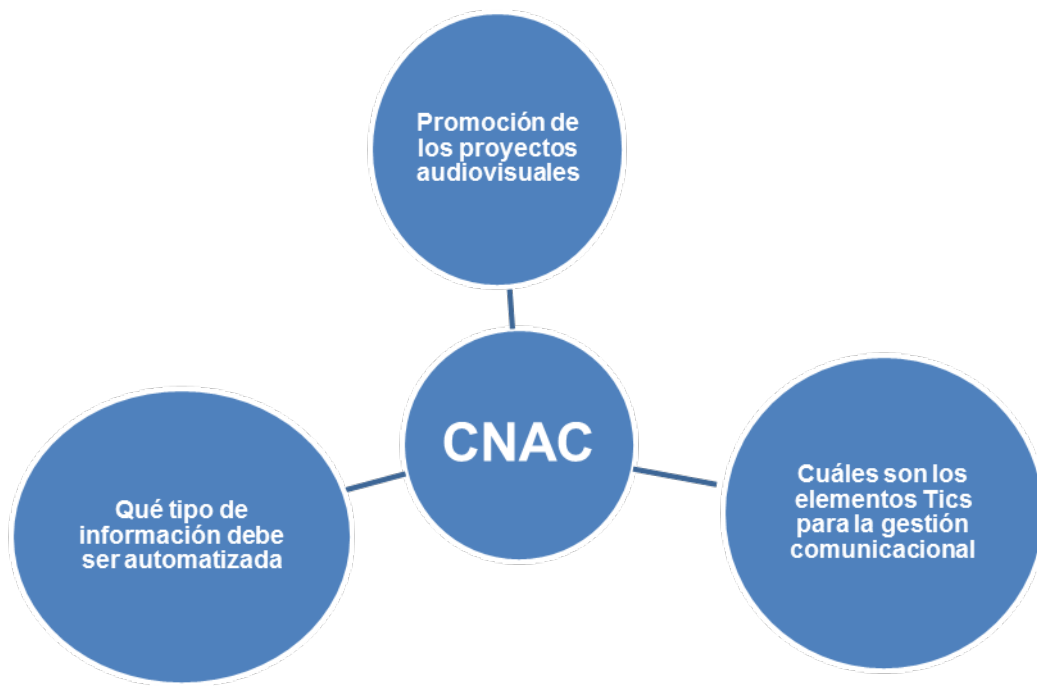 Promoción de
los proyectos
audiovisuales
CNAC
Qué tipo de
información debe
ser automatizada
Cuáles son los
elementos Tics
para la gestión
comunicacional